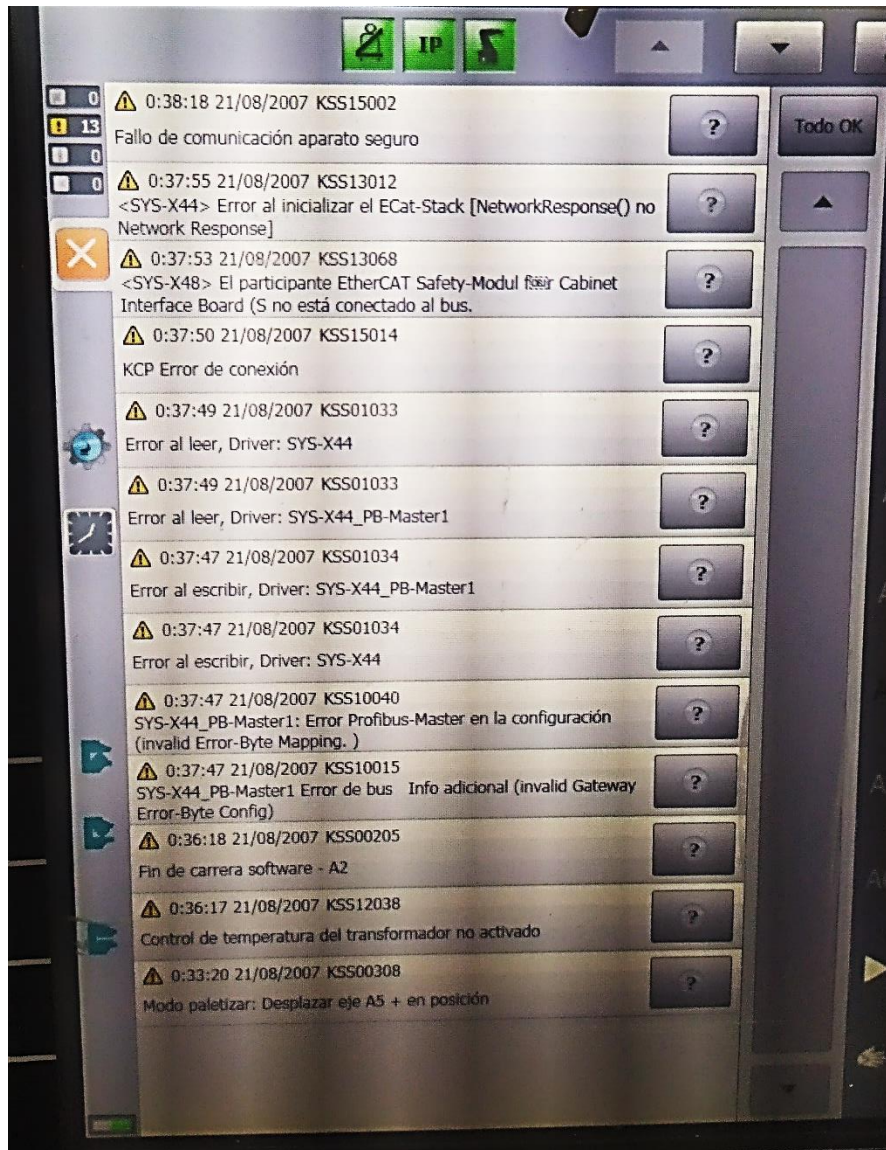 IP
0
13
0
0
Todo OK
0:38:18 21/08/2007 KSS15002
?
Fallo de comunicación aparato seguro
0:37:55 21/08/2007 KSS13012
?
<SYS-X44> Error al inicializar el ECat-Stack [NetworkResponse() no
Network Response]
0:37:53 21/08/2007 KSS13068
?
<SYS-X48> El participante EtherCAT Safety-Modul Cabinet
Interface Board (S no está conectado al bus.
0:37:50 21/08/2007 KSS15014
?
KCP Error de conexión
0:37:49 21/08/2007 KSS01033
?
Error al leer, Driver: SYS-X44
0:37:49 21/08/2007 KSS01033
?
Error al leer, Driver: SYS-X44_PB-Master1
0:37:47 21/08/2007 KSS01034
?
Error al escribir, Driver: SYS-X44_PB-Master1
0:37:47 21/08/2007 KSS01034
?
Error al escribir, Driver: SYS-X44
0:37:47 21/08/2007 KSS10040
?
SYS-X44_PB-Master1: Error Profibus-Master en la configuración
(invalid Error-Byte Mapping. )
0:37:47 21/08/2007 KSS10015
?
SYS-X44_PB-Master1 Error de bus Info adicional (invalid Gateway
Error-Byte Config)
0:36:18 21/08/2007 KSS00205
?
Fin de carrera software - A2
0:36:17 21/08/2007 KSS12038
?
Control de temperatura del transformador no activado
0:33:20 21/08/2007 KSS00308
?
Modo paletizar: Desplazar eje A5 + en posición